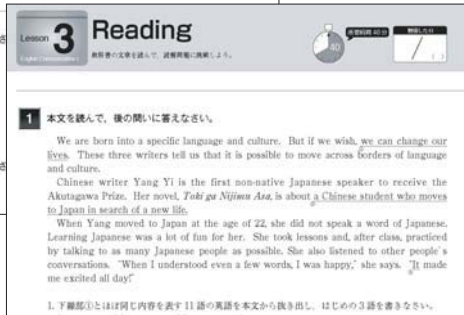 Lesson 3 Reading
English Communication I
教科書の文章を読んで，読解問題に挑戦しよう。
40
標準時間 40 分
1 本文を読んで，後の問いに答えなさい。
We are born into a specific language and culture. But if we wish, we can change our
lives. These three writers tell us that it is possible to move across borders of language
and culture.
Chinese writer Yang Yi is the first non-native Japanese speaker to receive the
Akutagawa Prize. Her novel, Toki ga Nijimu Asa, is about a Chinese student who moves
to Japan in search of a new life.
When Yang moved to Japan at the age of 22, she did not speak a word of Japanese.
Learning Japanese was a lot of fun for her. She took lessons and, after class, practiced
by talking to as many Japanese people as possible. She also listened to other people's
conversations. "When I understood even a few words, I was happy," she says. "It made
me excited all day!"
1. 下線部①とほぼ同じ内容を表す 11 語の英語を本文から抜き出し，はじめの 3 語を書きなさい。